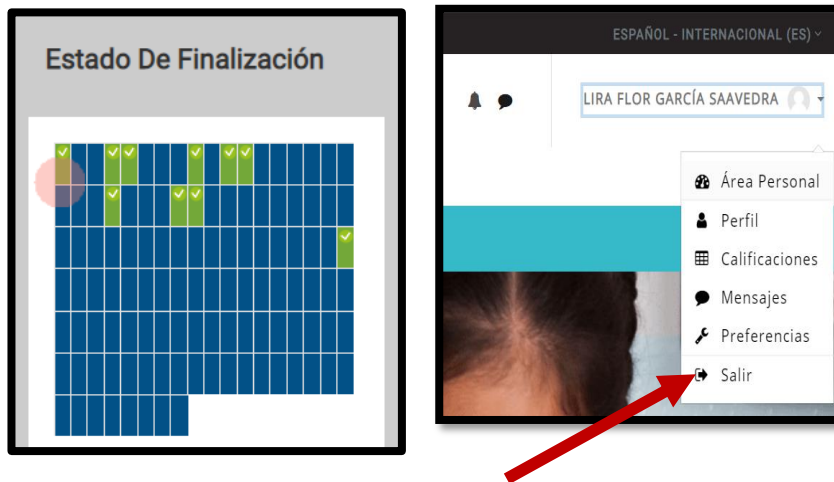 Estado De Finalización
ESPAÑOL - INTERNACIONAL (ES)
LIRA FLOR GARCÍA SAAVEDRA
Área Personal
Perfil
Calificaciones
Mensajes
Preferencias
Salir